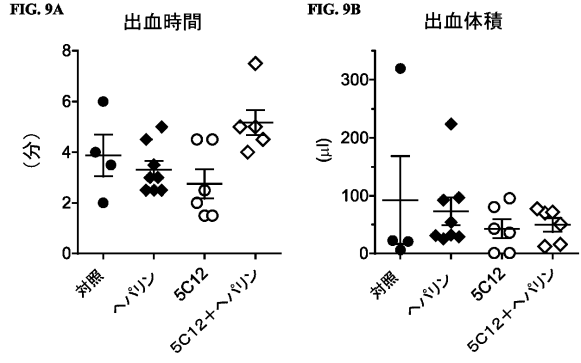 FIG. 9A
出血時間
8
6
4
2
0
(分)
対照
ヘパリン
5C12
5C12+ヘパリン
FIG. 9B
出血体積
300
200
100
0
(μl)
対照
ヘパリン
5C12
5C12+ヘパリン